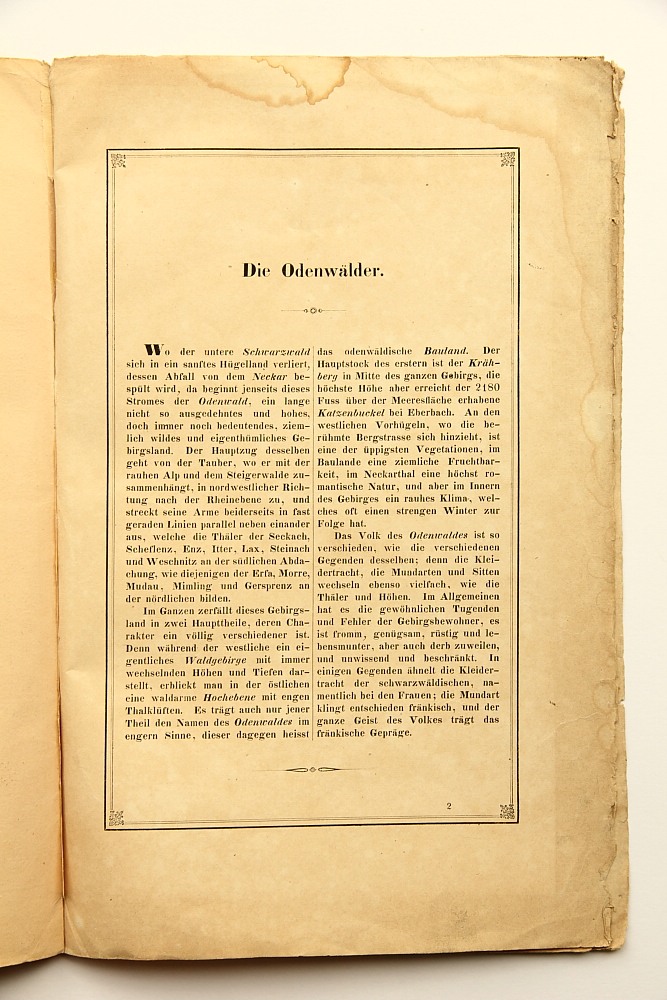 Die Odenwälder.
Wo der untere Schwarzwald
sich in ein sanftes Hügelland verliert,
dessen Abfall von dem Neckar be-
spült wird, da beginnt jenseits dieses
Stromes der Odenwald, ein lange
nicht so ausgedehntes und hohes,
doch immer noch bedeutendes, ziem-
lich wildes und eigenthümliches Ge-
birgsland. Der Hauptzug desselben
geht von der Tauber, wo er mit der
rauhen Alp und dem Steigerwalde zu-
sammenhängt, in nordwestlicher Rich-
tung nach der Rheinebene zu, und
streckt seine Arme beiderseits in fast
geraden Linien parallel neben einander
aus, welche die Thäler der Seckach,
Scheflenz, Enz, Itter, Lax, Steinach
und Weschnitz an der südlichen Abda-
chung, wie diejenigen der Erfa, Morre,
Mudau, Mimling und Gersprenz an
der nördlichen bilden.
Im Ganzen zerfällt dieses Gebirgs-
land in zwei Haupttheile, deren Cha-
rakter ein völlig verschiedener ist.
Denn während der westliche ein ei-
gentliches Waldgebirge mit immer
wechselnden Höhen und Tiefen dar-
stellt, erblickt man in der östlichen
eine waldarme Hochebene mit engen
Thalklüften. Es trägt auch nur jener
Theil den Namen des Odenwaldes im
engern Sinne, dieser dagegen heisst
das odenwäldische Bauland. Der
Hauptstock des erstern ist der Kräh-
berg in Mitte des ganzen Gebirgs, die
höchste Höhe aber erreicht der 2180
Fuss über der Meeresfläche erhabene
Katzenbuckel bei Eberbach. An den
westlichen Vorhügeln, wo die be-
rühmte Bergstrasse sich hinzieht, ist
eine der üppigsten Vegetationen, im
Baulande eine ziemliche Fruchtbar-
keit, im Neckarthal eine höchst ro-
mantische Natur, und aber im Innern
des Gebirges ein rauhes Klima, wel-
ches oft einen strengen Winter zur
Folge hat.
Das Volk des Odenwaldes ist so
verschieden, wie die verschiedenen
Gegenden desselben; denn die Klei-
dertracht, die Mundarten und Sitten
wechseln ebenso vielfach, wie die
Thäler und Höhen. Im Allgemeinen
hat es die gewöhnlichen Tugenden
und Fehler der Gebirgsbewohner, es
ist fromm, genügsam, rüstig und le-
bensmunter, aber auch derb zuweilen,
und unwissend und beschränkt. In
einigen Gegenden ähnelt die Kleider-
tracht der schwarzwäldischen, na-
mentlich bei den Frauen; die Mundart
klingt entschieden fränkisch, und der
ganze Geist des Volkes trägt das
fränkische Gepräge.
2